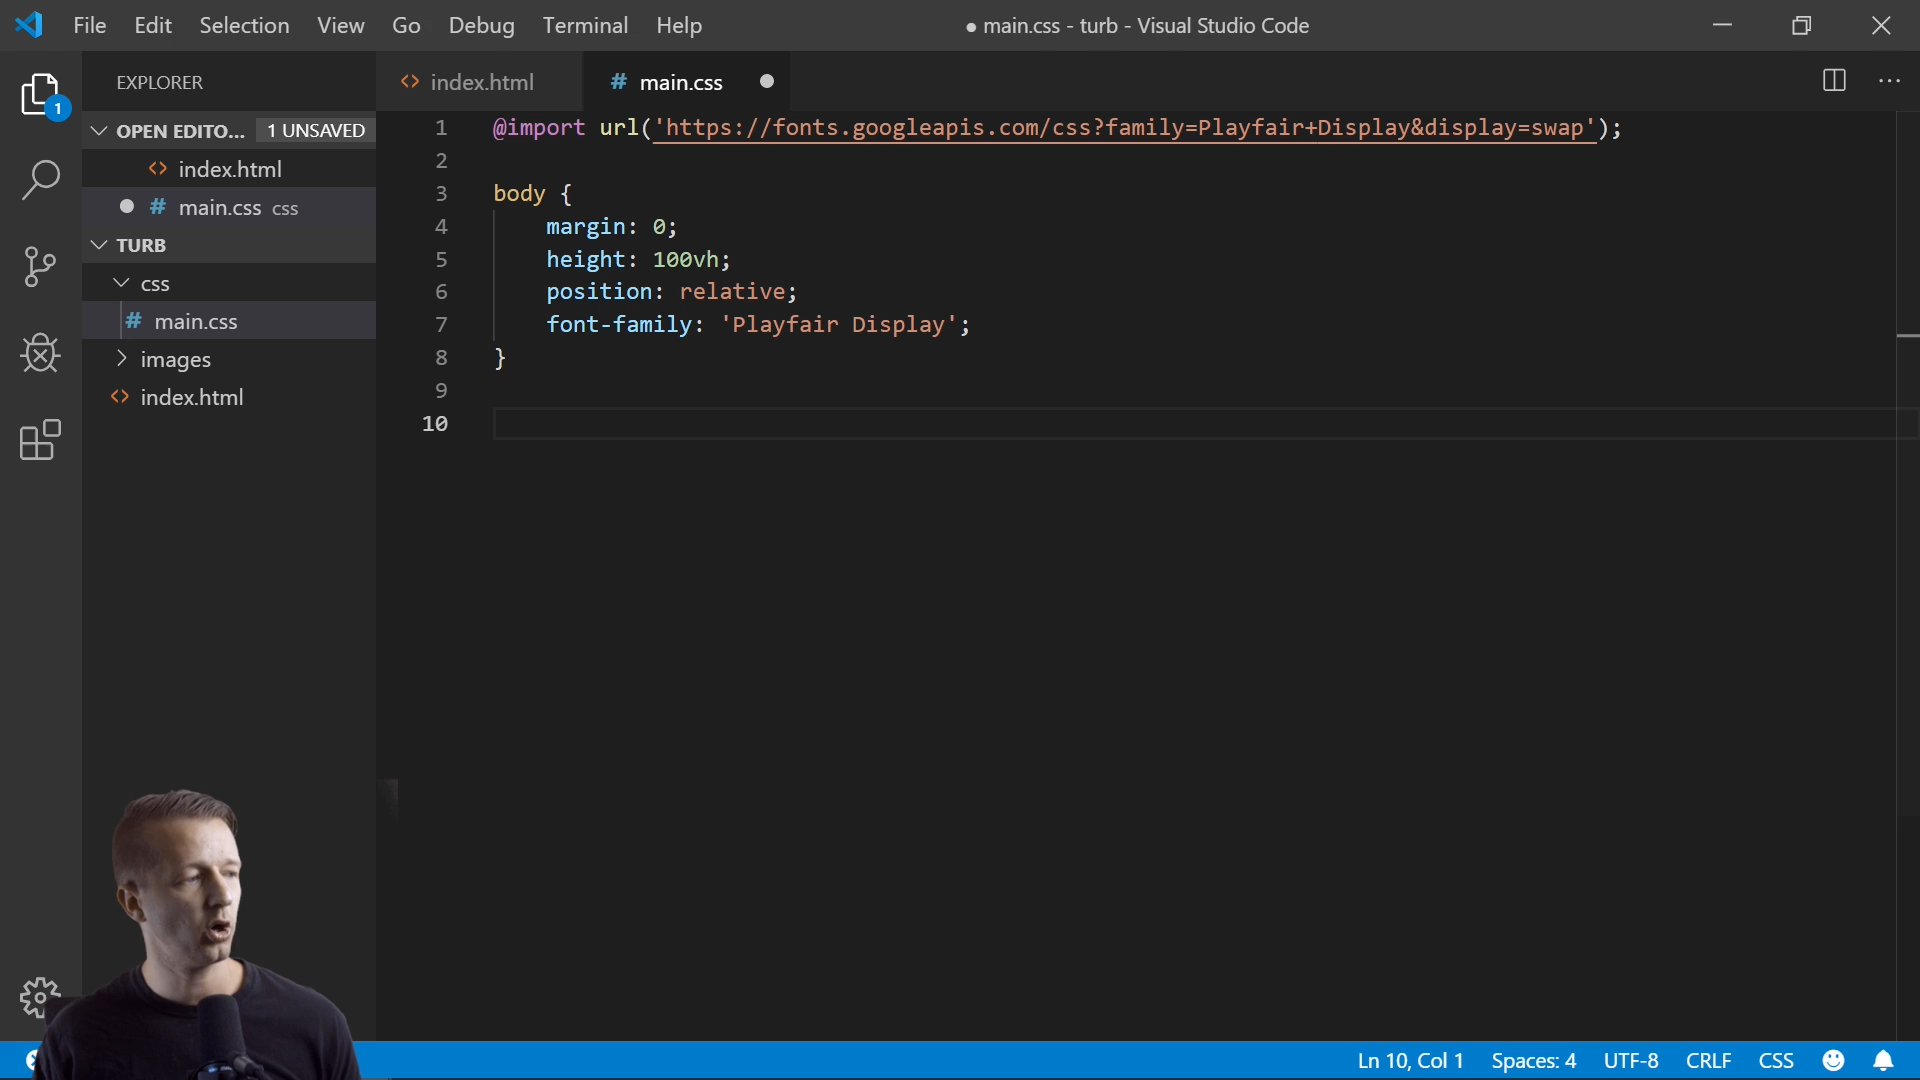 File Edit Selection View Go Debug Terminal Help
● main.css - turb - Visual Studio Code
EXPLORER
1
OPEN EDITO... 1 UNSAVED
index.html
# main.css css
TURB
css
# main.css
images
index.html
index.html
# main.css
1 @import url('https://fonts.googleapis.com/css?family=Playfair+Display&display=swap');
2
3 body {
4 margin: 0;
5 height: 100vh;
6 position: relative;
7 font-family: 'Playfair Display';
8 }
9
10
Ln 10, Col 1 Spaces: 4 UTF-8 CRLF CSS